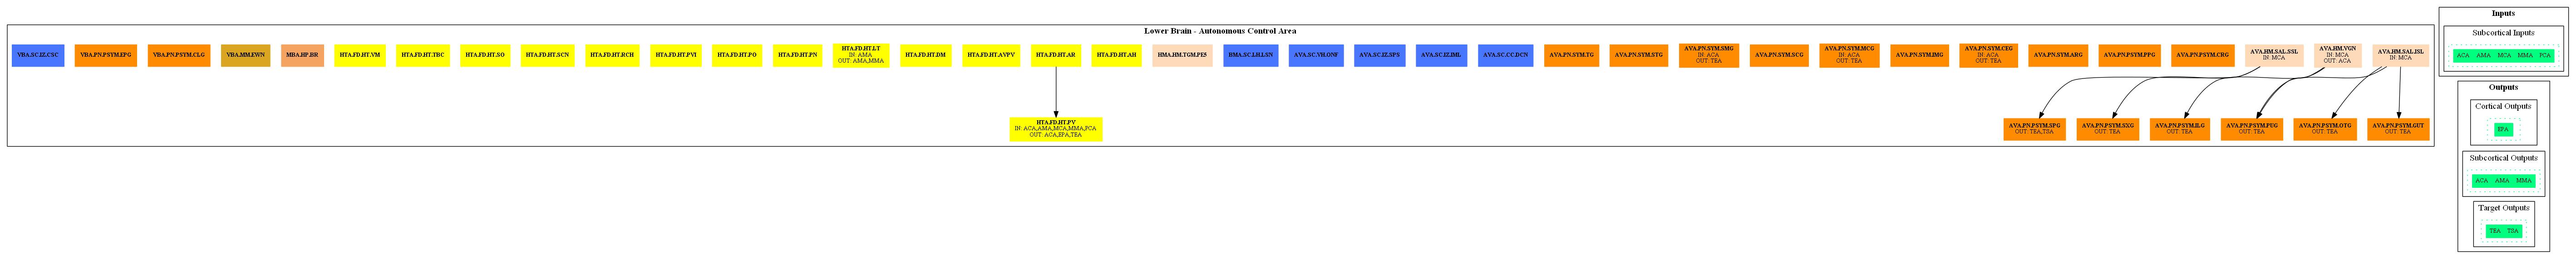 Lower Brain - Autonomous Control Area
VBA.SC.IZ.CSC
VBA.PN.PSYM.EPG
VBA.PN.PSYM.CLG
VBA.MM.EWN
MBA.HP.BR
HTA.FD.HT.VM
HTA.FD.HT.TBC
HTA.FD.HT.SO
HTA.FD.HT.SCN
HTA.FD.HT.RCH
HTA.FD.HT.PVI
HTA.FD.HT.PO
HTA.FD.HT.PN
HTA.FD.HT.LT
IN: AMA
OUT: AMA,MMA
HTA.FD.HT.DM
HTA.FD.HT.AVPV
HTA.FD.HT.AR
HTA.FD.HT.AH
HMA.HM.TGM.PE5
BMA.SC.LH.LSN
AVA.SC.VH.ONF
AVA.SC.IZ.SPS
AVA.SC.IZ.IML
AVA.SC.CC.DCN
AVA.PN.SYM.TG
AVA.PN.SYM.STG
AVA.PN.SYM.SMG
IN: ACA
OUT: TEA
AVA.PN.SYM.SCG
AVA.PN.SYM.MCG
IN: ACA
OUT: TEA
AVA.PN.SYM.IMG
AVA.PN.SYM.CEG
IN: ACA
OUT: TEA
AVA.PN.SYM.ARG
AVA.PN.PSYM.PPG
AVA.PN.PSYM.CRG
AVA.HM.SAL.SSL
IN: MCA
AVA.HM.VGN
IN: MCA
OUT: ACA
AVA.HM.SAL.ISL
IN: MCA
HTA.FD.HT.PV
IN: ACA,AMA,MCA,MMA,PCA
OUT: ACA,EPA,TEA
AVA.PN.PSYM.SPG
OUT: TEA,TSA
AVA.PN.PSYM.SXG
OUT: TEA
AVA.PN.PSYM.ILG
OUT: TEA
AVA.PN.PSYM.PUG
OUT: TEA
AVA.PN.PSYM.OTG
OUT: TEA
AVA.PN.PSYM.GUT
OUT: TEA
Inputs
Subcortical Inputs
ACA AMA MCA MMA PCA
Outputs
Cortical Outputs
EPA
Subcortical Outputs
ACA AMA MMA
Target Outputs
TEA TSA